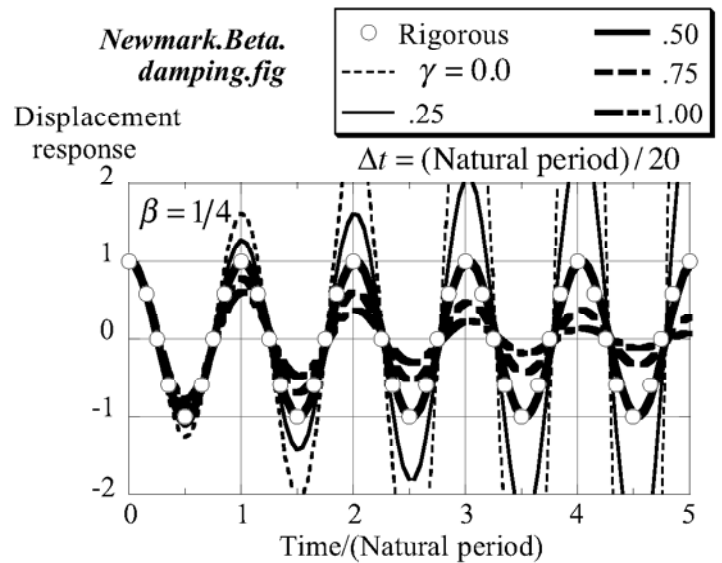 Newmark.Beta.
damping.fig
Rigorous
γ = 0.0
.25
.50
.75
1.00
Displacement
response
Δt = (Natural period) / 20
β = 1/4
2
1
0
-1
-2
0 1 2 3 4 5
Time/(Natural period)